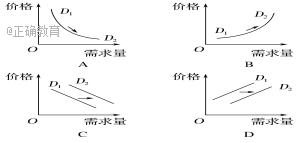 价格 D₁ D₂ O 需求量 A
价格 D₁ D₂ O 需求量 B
价格 D₁ D₂ O 需求量 C
价格 D₁ D₂ O 需求量 D
@正确教育